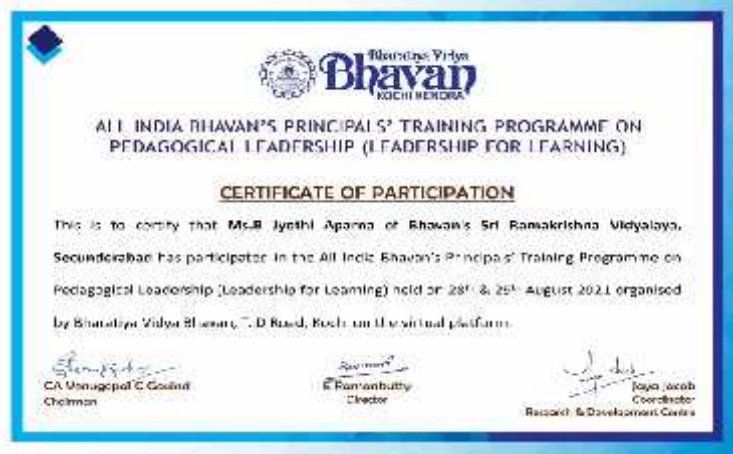 Bharatiya Vidya
Bhavan
KOCHI KENDRA
ALL INDIA BHAVAN'S PRINCIPALS' TRAINING PROGRAMME ON
PEDAGOGICAL LEADERSHIP (LEADERSHIP FOR LEARNING)
CERTIFICATE OF PARTICIPATION
This is to certify that Ms.B Jyothi Aparna of Bhavan's Sri Ramakrishna Vidyalaya,
Secunderabad has participated in the All India Bhavan's Principals' Training Programme on
Pedagogical Leadership (Leadership for Learning) held on 28th & 29th August 2021 organised
by Bharatiya Vidya Bhavan, T D Road, Kochi on the virtual platform
CA Venugopal C Govind
Chairman
E Ramankutty
Director
Jaya Jacob
Coordinator
Research & Development Centre